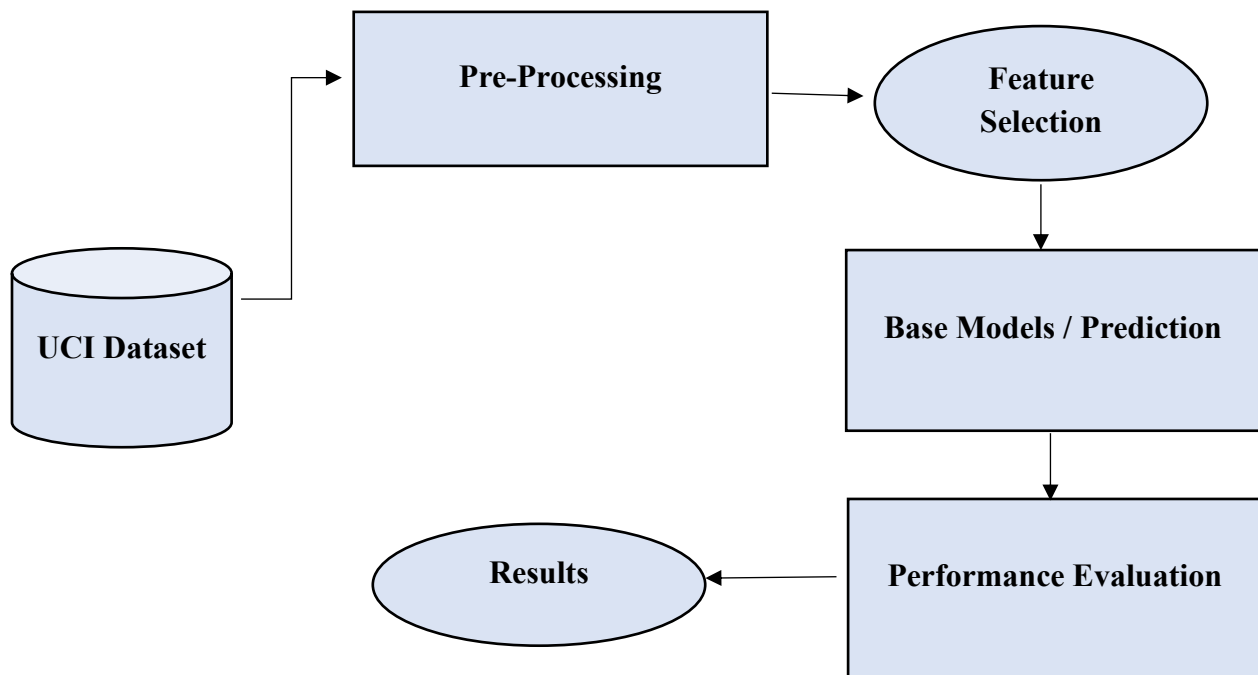 Pre-Processing
Feature
Selection
UCI Dataset
Base Models / Prediction
Performance Evaluation
Results